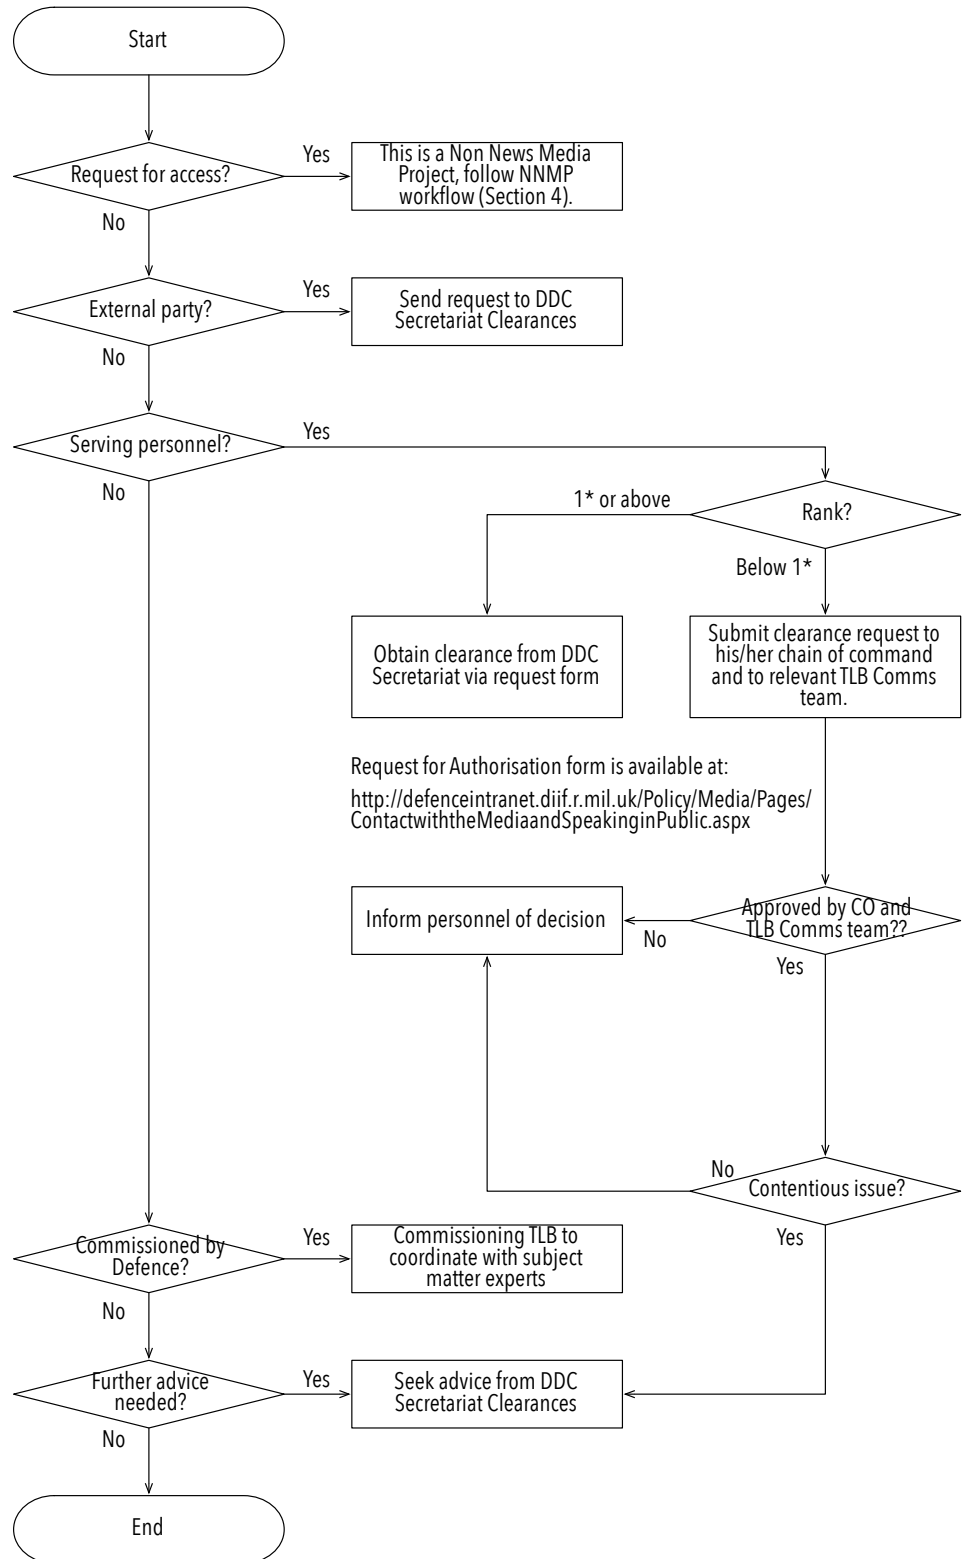 Start
Request for access?
Yes
This is a Non News Media
Project, follow NNMP
workflow (Section 4).
No
External party?
Yes
Send request to DDC
Secretariat Clearances
No
Serving personnel?
Yes
No
1* or above
Rank?
Below 1*
Obtain clearance from DDC
Secretariat via request form
Submit clearance request to
his/her chain of command
and to relevant TLB Comms
team.
Request for Authorisation form is available at:
http://defenceintranet.diif.r.mil.uk/Policy/Media/Pages/
ContactwiththeMediaandSpeakinginPublic.aspx
Inform personnel of decision
No
Approved by CO and
TLB Comms team??
Yes
No
Contentious issue?
Yes
Commissioned by
Defence?
Yes
Commissioning TLB to
coordinate with subject
matter experts
No
Further advice
needed?
Yes
Seek advice from DDC
Secretariat Clearances
No
End